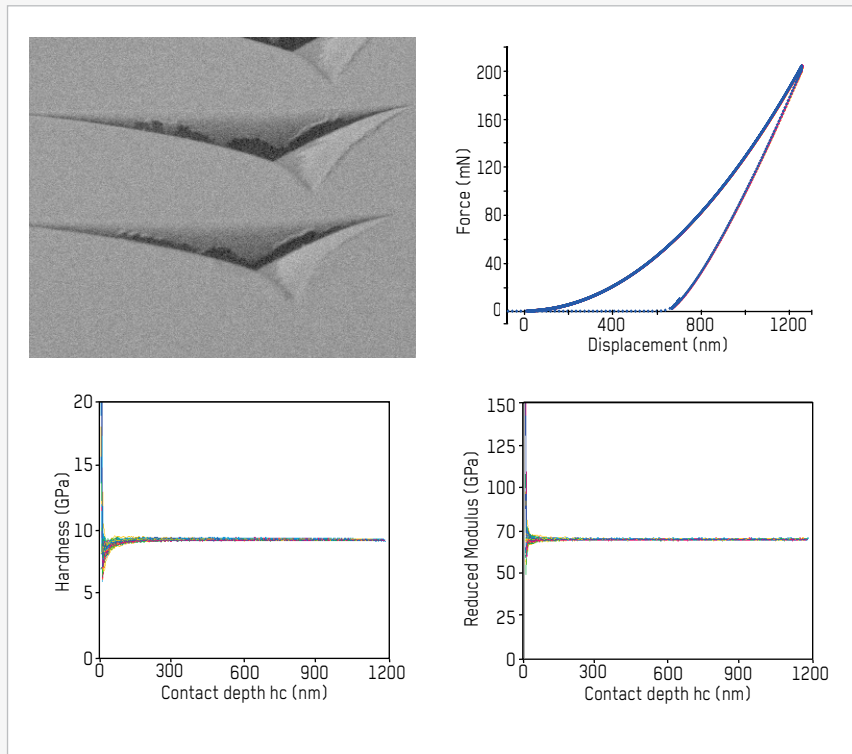 200
160
120
80
40
0
Force (mN)
0 400 800 1200
Displacement (nm)
20
15
10
5
0
Hardness (GPa)
0 300 600 900 1200
Contact depth hc (nm)
150
125
100
70
50
25
0
Reduced Modulus (GPa)
0 300 600 900 1200
Contact depth hc (nm)